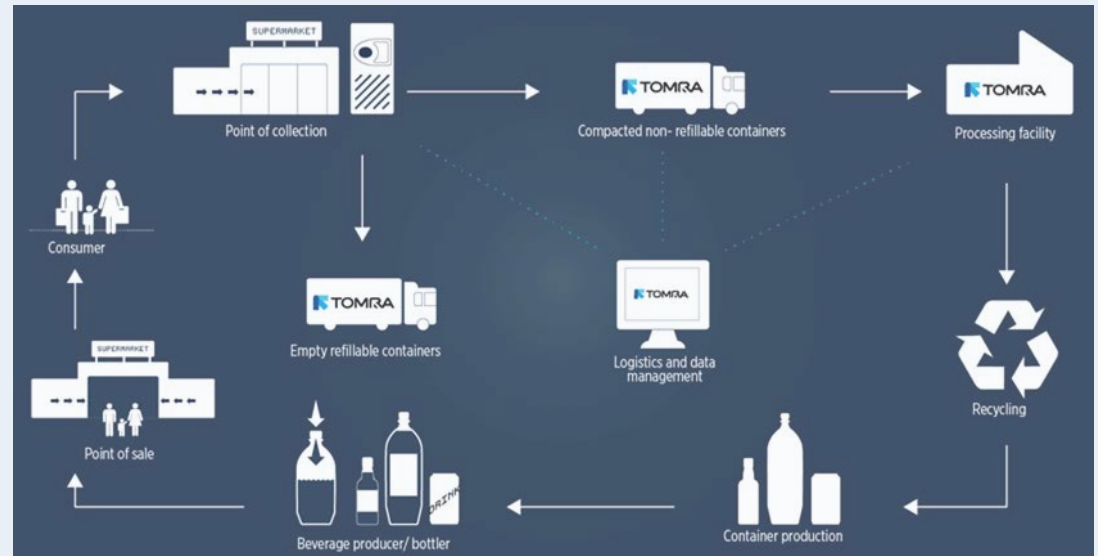 SUPERMARKET
Point of collection
TOMRA
Compacted non- refillable containers
TOMRA
Processing facility
Consumer
TOMRA
Empty refillable containers
TOMRA
Logistics and data
management
SUPERMARKET
Point of sale
Recycling
DRINK
Beverage producer/ bottler
Container production